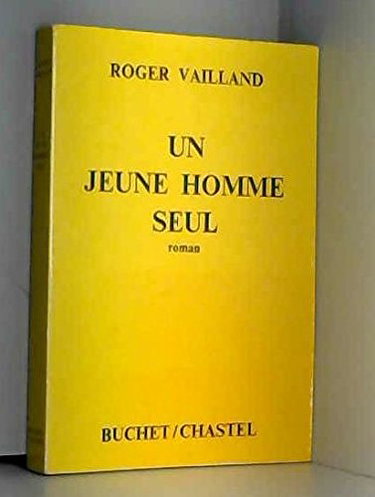 ROGER VAILLAND
UN
JEUNE HOMME
SEUL
roman
BUCHET/CHASTEL